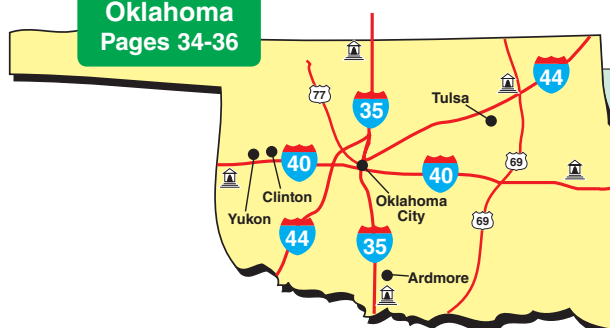 Oklahoma
Pages 34-36
77
35
44
Tulsa
40
Clinton
Yukon
Oklahoma
City
40
69
69
44
35
Ardmore